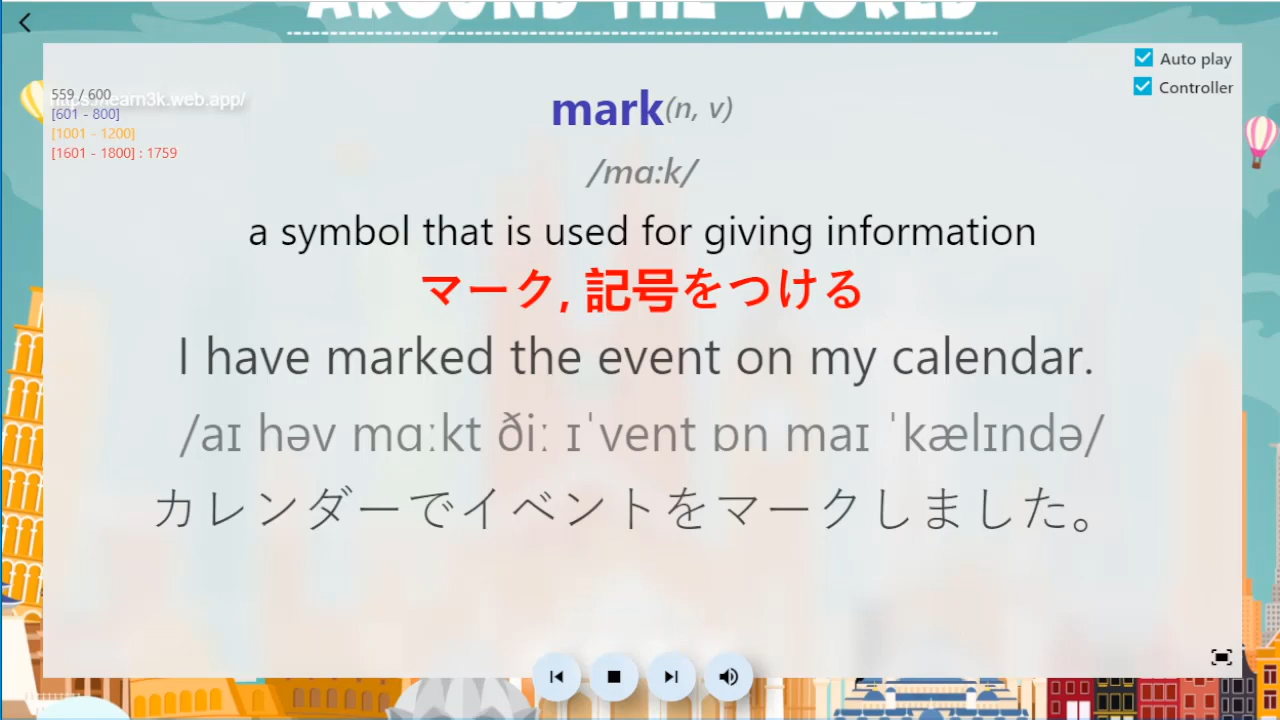 AROUND THE WORLD
Auto play
Controller
559 / 600
https://learn3k.web.app/
[601 - 800]
[1001 - 1200]
[1601 - 1800] : 1759
mark(n, v)
/mɑ:k/
a symbol that is used for giving information
マーク, 記号をつける
I have marked the event on my calendar.
/aɪ həv mɑːkt ðiː ɪˈvent ɒn maɪ ˈkælɪndə/
カレンダーでイベントをマークしました。